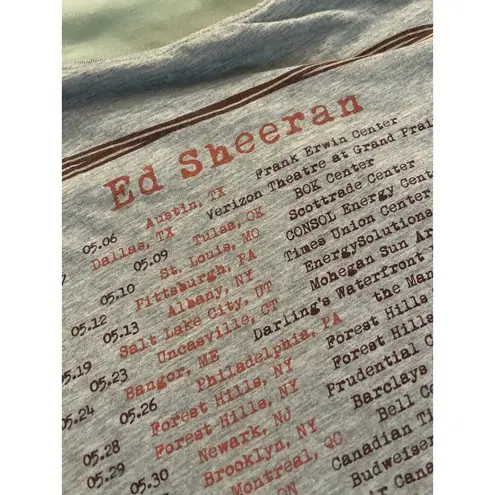 Ed Sheeran
05.06 Austin, TX Frank Erwin Center
7 Dallas, TX Verizon Theatre at Grand Prai
05.09 Tulsa, OK BOK Center
05.10 St. Louis, MO Scottrade Center
05.12 Pittsburgh, PA CONSOL Energy Cent
05.13 Albany, NY Times Union Center
05.19 Salt Lake City, UT EnergySolutions
05.23 Uncasville, CT Mohegan Sun Ar
05.24 Bangor, ME Darling's Waterfront
05.26 Philadelphia, PA the Man
05.28 Forest Hills, NY Forest Hills
05.29 Forest Hills, NY Forest Hills
05.30 Newark, NJ Prudential C
Brooklyn, NY Barclays
Montreal, QC Bell Ce
ON Canadian Ti
Budweiser
r Can